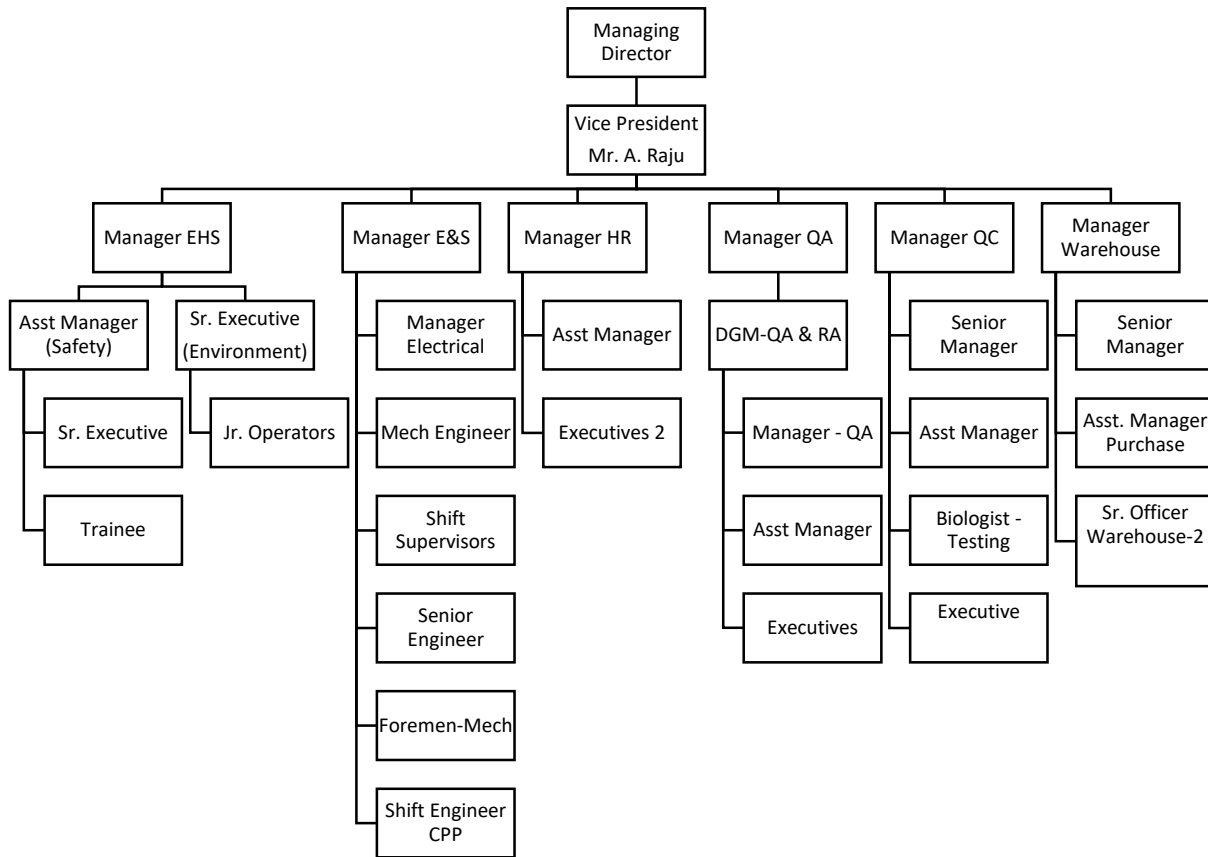 Managing
Director
Vice President
Mr. A. Raju
Manager EHS
Manager E&S
Manager HR
Manager QA
Manager QC
Manager
Warehouse
Asst Manager
(Safety)
Sr. Executive
(Environment)
Manager
Electrical
Asst Manager
DGM-QA & RA
Senior
Manager
Senior
Manager
Sr. Executive
Jr. Operators
Mech Engineer
Executives 2
Manager - QA
Asst Manager
Asst. Manager
Purchase
Trainee
Shift
Supervisors
Asst Manager
Biologist -
Testing
Sr. Officer
Warehouse-2
Senior
Engineer
Executives
Executive
Foremen-Mech
Shift Engineer
CPP